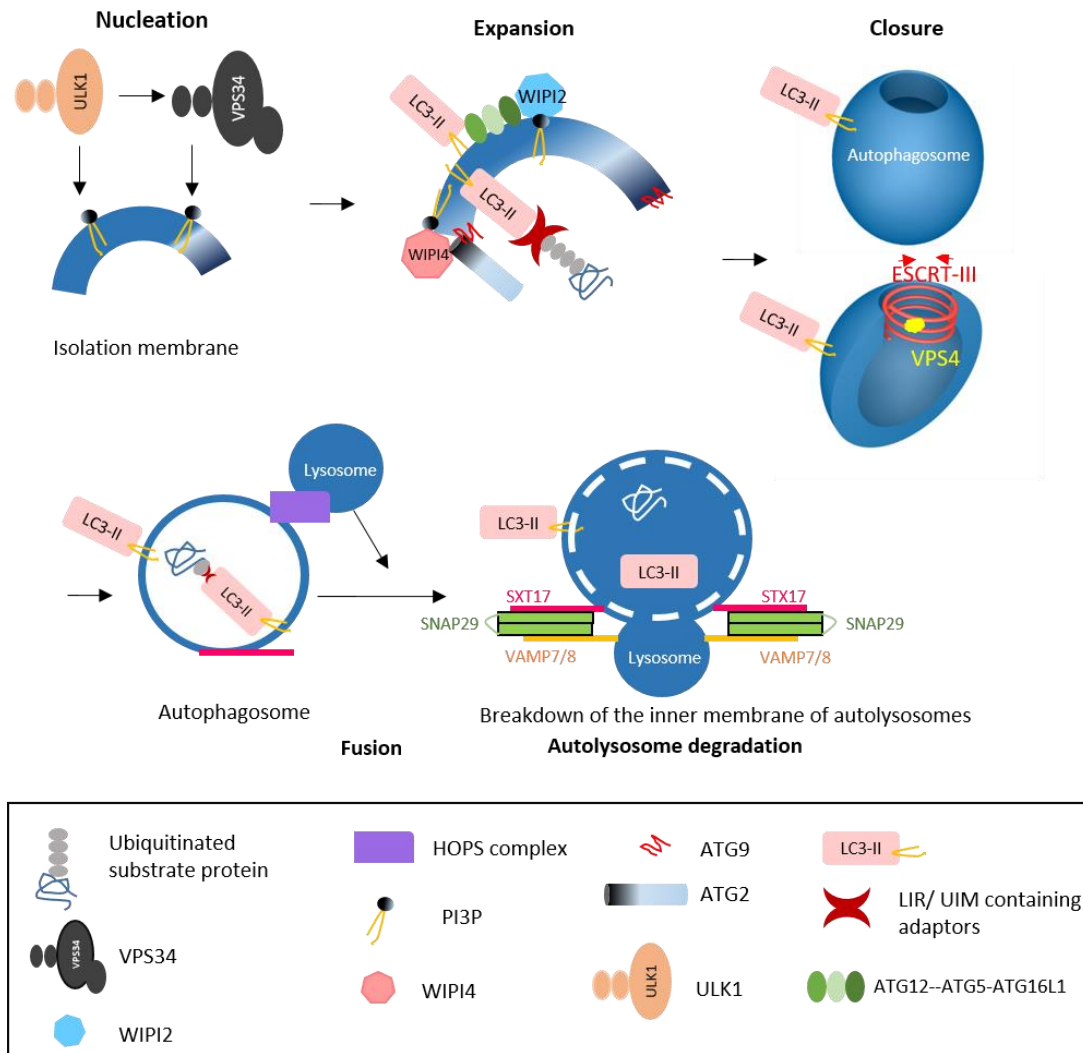 Nucleation
Expansion
Closure
ULK1
VPS34
LC3-II
WIPI2
LC3-II
WIPI4
LC3-II
Autophagosome
ESCRT-III
LC3-II
VPS4
Isolation membrane
Lysosome
LC3-II
LC3-II
LC3-II
LC3-II
SXT17
STX17
SNAP29
SNAP29
VAMP7/8
Lysosome
VAMP7/8
Autophagosome
Breakdown of the inner membrane of autolysosomes
Fusion
Autolysosome degradation
Ubiquitinated
substrate protein
HOPS complex
ATG9
LC3-II
ATG2
LIR/ UIM containing
adaptors
PI3P
VPS34
VPS34
WIPI4
ULK1
ULK1
ATG12--ATG5-ATG16L1
WIPI2